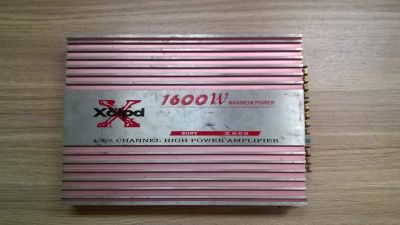 1600W MAXIMUM POWER
X
Xplod
SONY
4/3/2 CHANNEL HIGH POWER AMPLIFIER